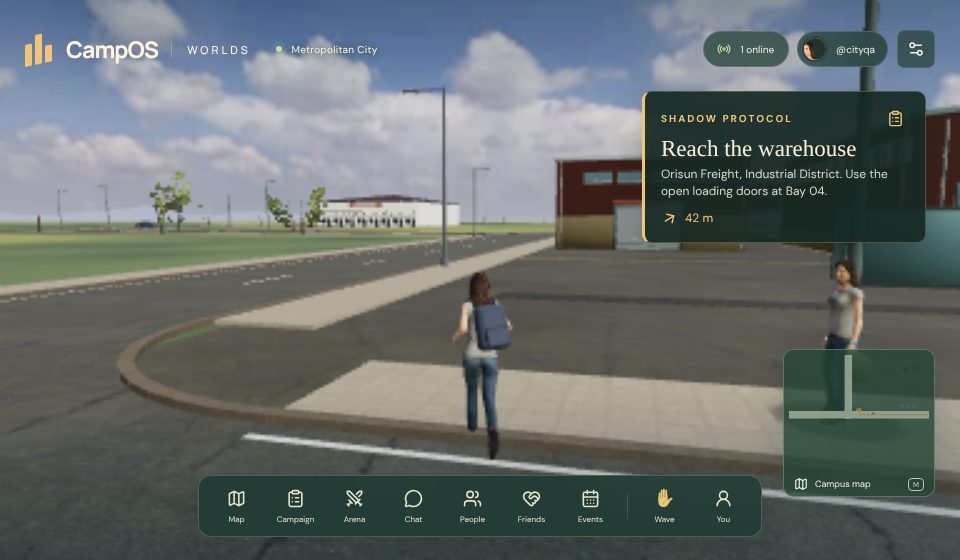 CampOS
WORLDS
Metropolitan City
1 online
@cityqa
SHADOW PROTOCOL
Reach the warehouse
Orisun Freight, Industrial District. Use the
open loading doors at Bay 04.
42 m
N
Campus map
M
Map
Campaign
Arena
Chat
People
Friends
Events
Wave
You